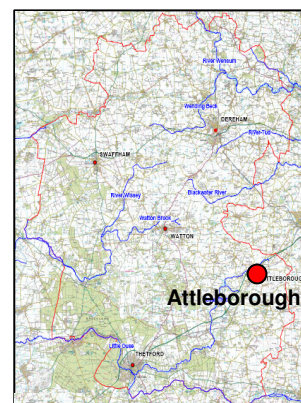 River Wensum
Wendling Beck
DEREHAM
River Tud
SWAFFHAM
River Wissey
Blackwater River
Watton Brook
WATTON
ATTLEBOROUGH
Attleborough
Little Ouse
THETFORD